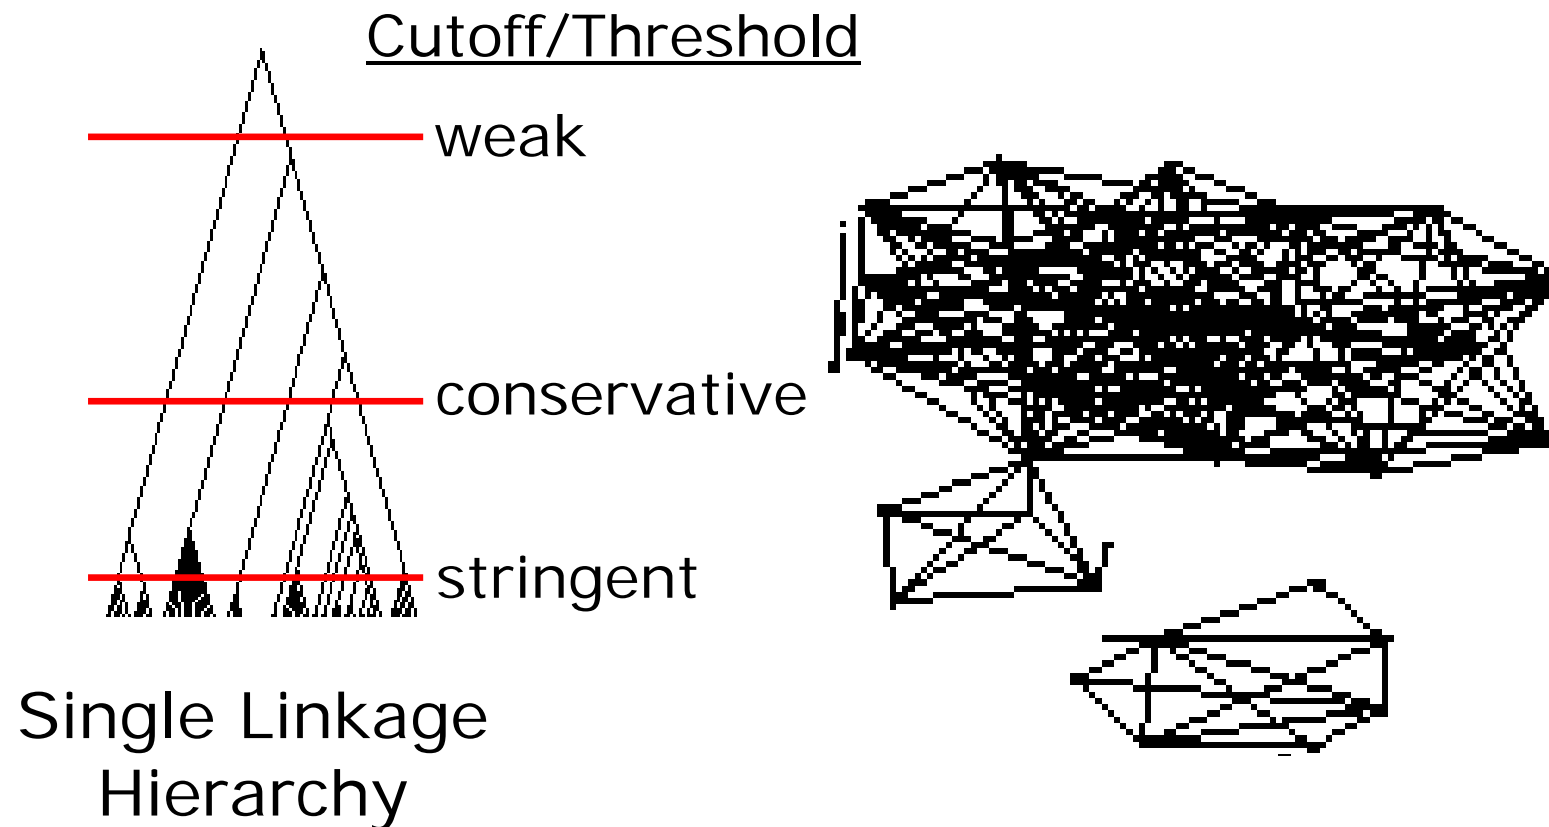 Cutoff/Threshold
weak
conservative
stringent
Single Linkage
Hierarchy